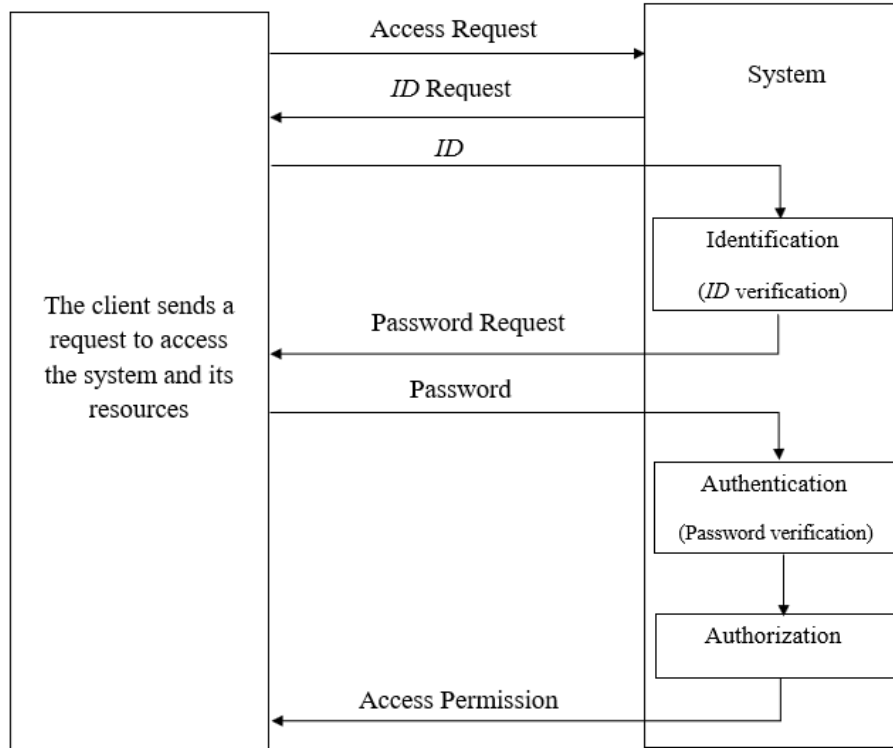 Access Request
System
ID Request
ID
Identification
(ID verification)
The client sends a
request to access
the system and its
resources
Password Request
Password
Authentication
(Password verification)
Authorization
Access Permission